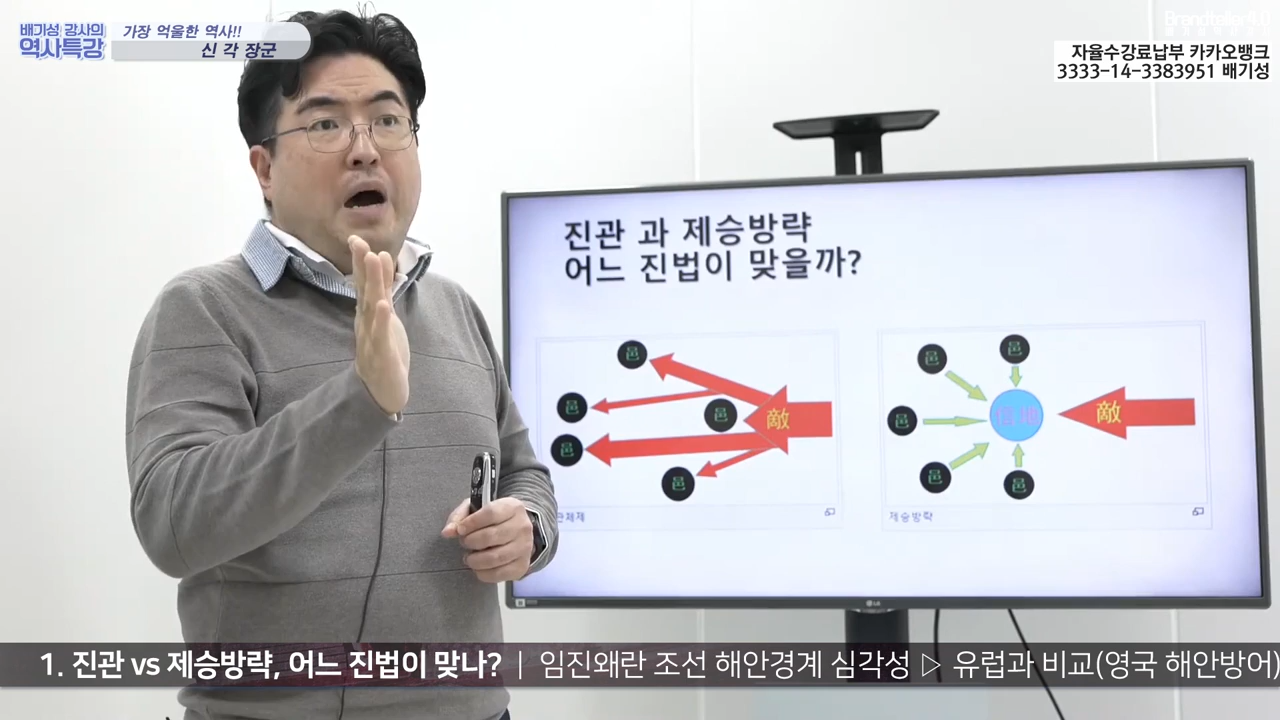 배기성 강사의
역사특강
가장 억울한 역사!!
신 각 장군
Brandteller4.0
자율수강료납부 카카오뱅크
3333-14-3383951 배기성
진관 과 제승방략
어느 진법이 맞을까?
邑
邑
邑
邑
邑
敵
관체제
邑
邑
邑
邑
邑
敵
제승방략
LG
1. 진관 vs 제승방략, 어느 진법이 맞나? | 임진왜란 조선 해안경계 심각성 ▷ 유럽과 비교(영국 해안방어)